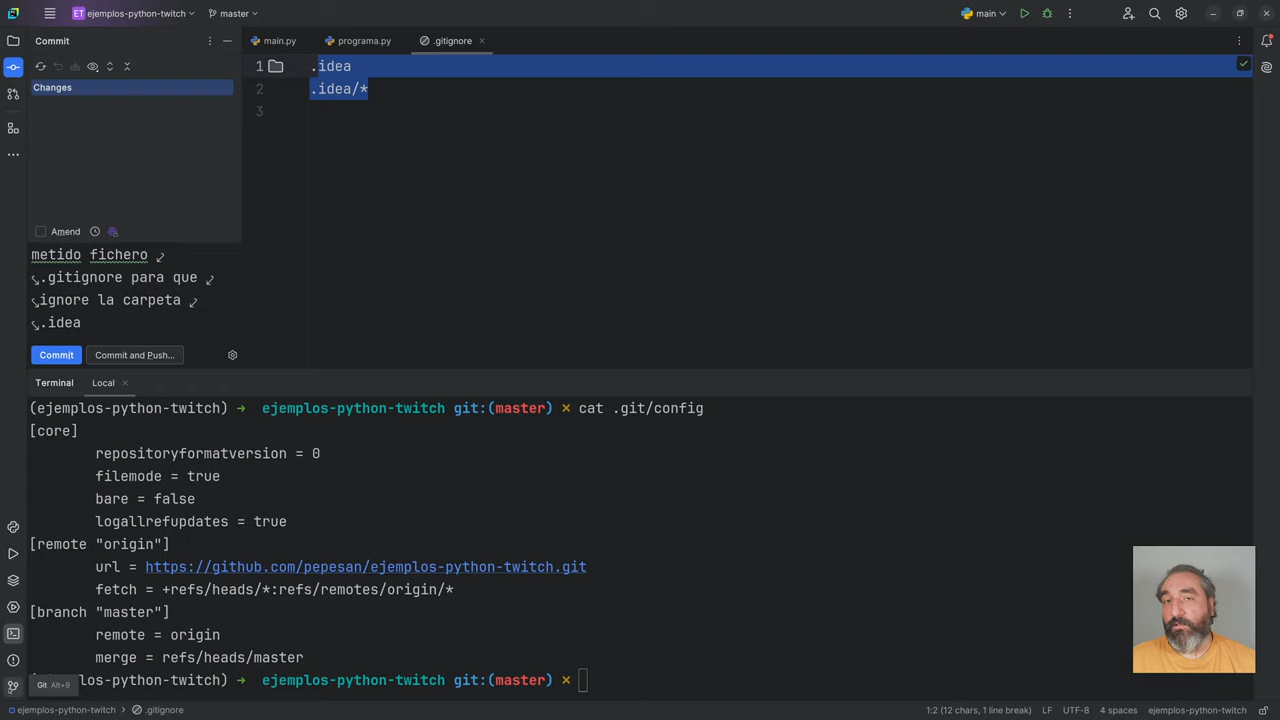 ET ejemplos-python-twitch
master
main
Commit
main.py
programa.py
.gitignore
1
.idea
2
.idea/*
3
Changes
Amend
metido fichero
.gitignore para que
ignore la carpeta
.idea
Commit
Commit and Push...
Terminal
Local
(ejemplos-python-twitch) → ejemplos-python-twitch git:(master) × cat .git/config
[core]
repositoryformatversion = 0
filemode = true
bare = false
logallrefupdates = true
[remote "origin"]
url = https://github.com/pepesan/ejemplos-python-twitch.git
fetch = +refs/heads/*:refs/remotes/origin/*
[branch "master"]
remote = origin
merge = refs/heads/master
mplos-python-twitch) → ejemplos-python-twitch git:(master) ×
Git Alt+9
ejemplos-python-twitch
.gitignore
1:2 (12 chars, 1 line break)
LF
UTF-8
4 spaces
ejemplos-python-twitch